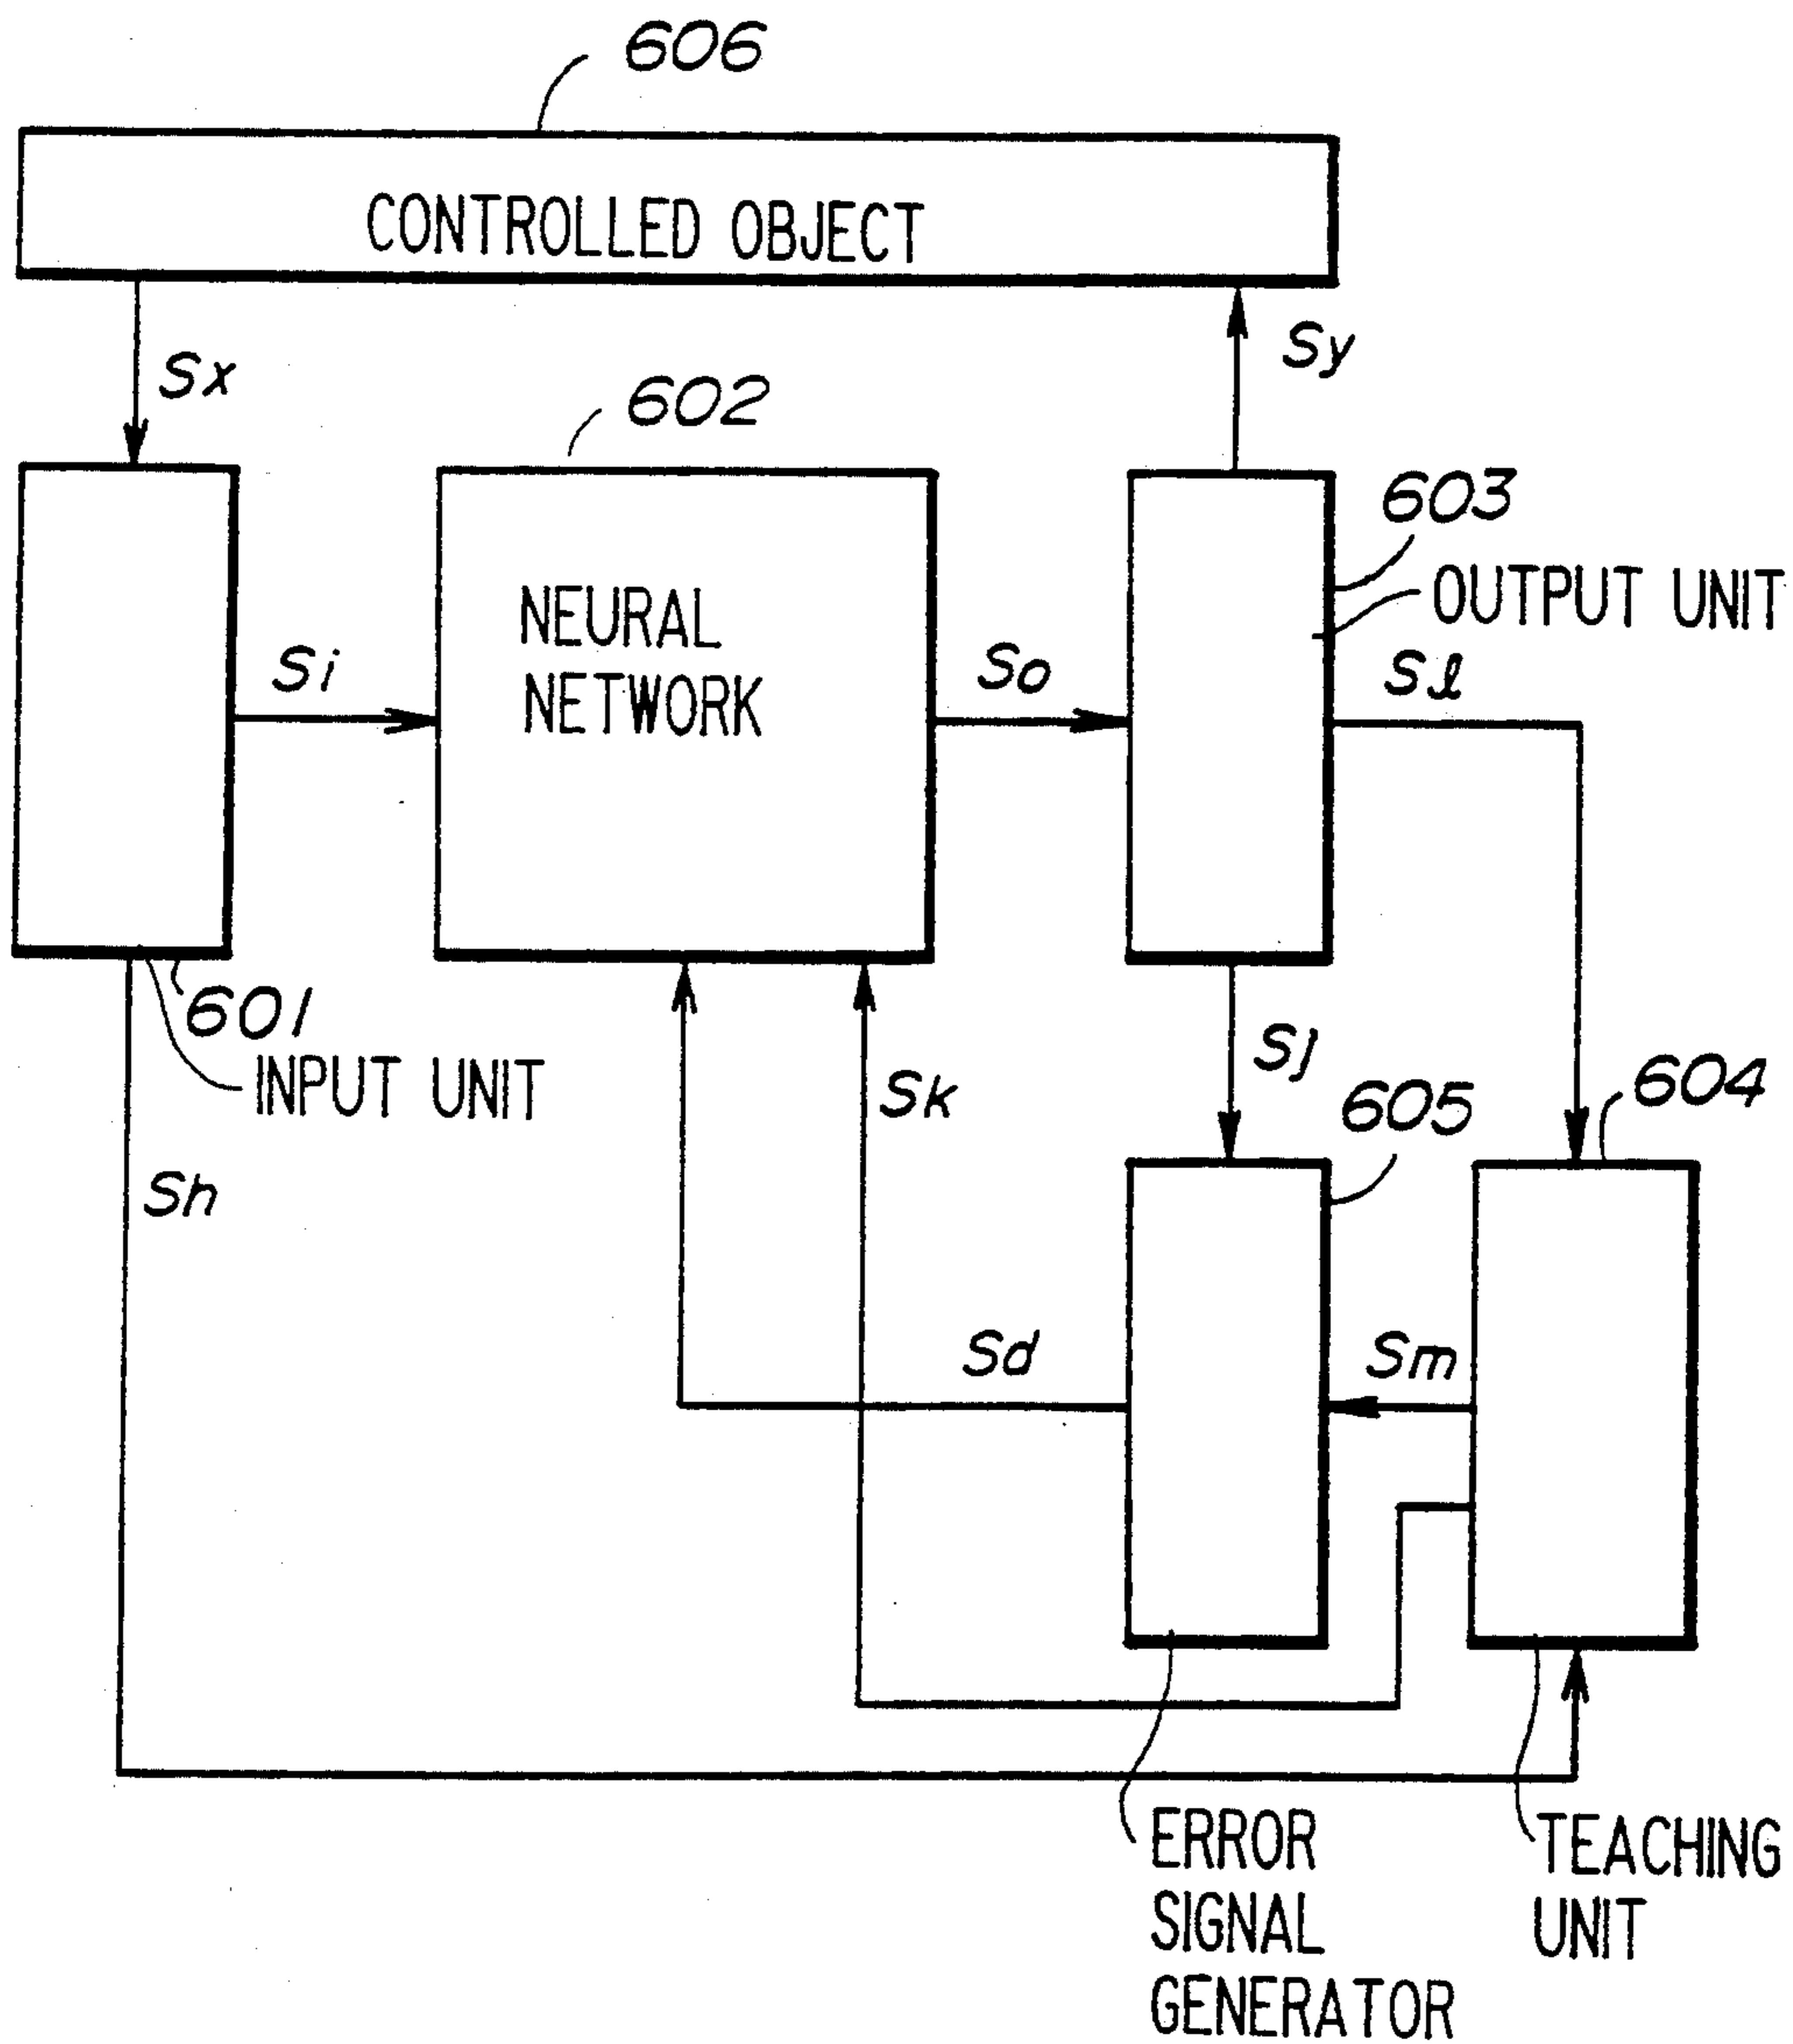 606
CONTROLLED OBJECT
Sx
Sy
602
603
NEURAL
NETWORK
OUTPUT UNIT
Si
So
Sl
601
INPUT UNIT
Sj
Sk
605
604
Sh
Sd
Sm
ERROR
SIGNAL
GENERATOR
TEACHING
UNIT